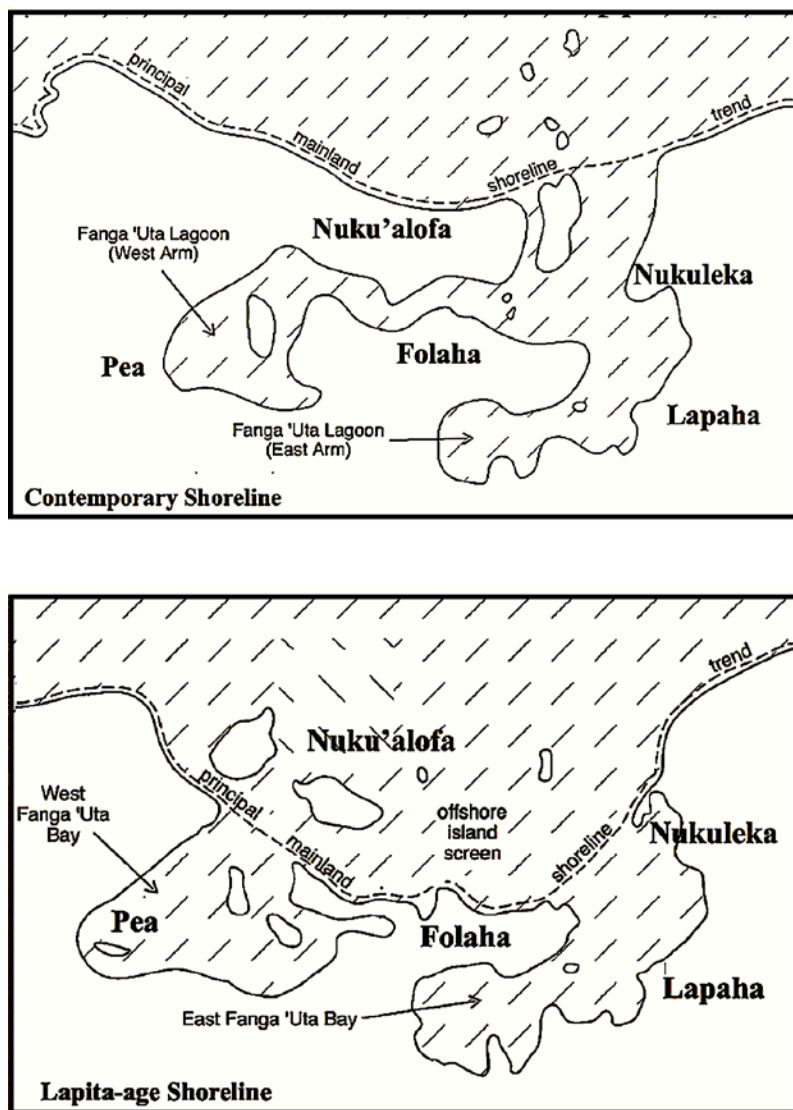 principal
mainland
shoreline
trend
Nuku’alofa
Fanga 'Uta Lagoon
(West Arm)
Nukuleka
Pea
Folaha
Lapaha
Fanga 'Uta Lagoon
(East Arm)
Contemporary Shoreline
trend
Nuku’alofa
principal
West
Fanga 'Uta
Bay
mainland
offshore
island
screen
shoreline
Nukuleka
Pea
Folaha
Lapaha
East Fanga 'Uta Bay
Lapita-age Shoreline